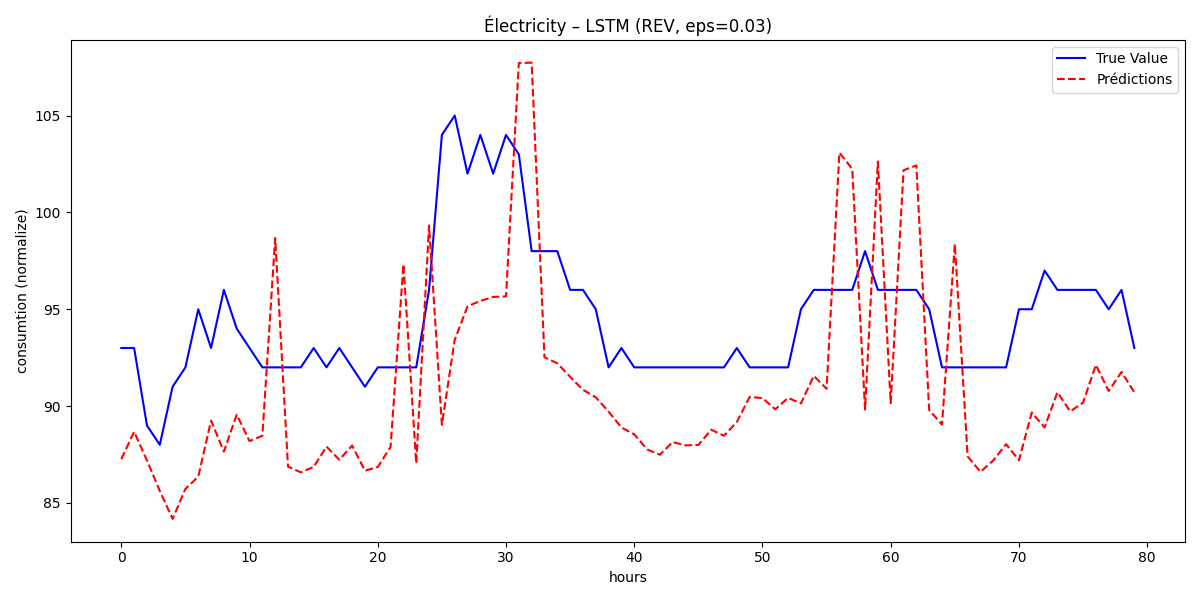 Électricity – LSTM (REV, eps=0.03)
True Value
Prédictions
consumtion (normalize)
105
100
95
90
85
0 10 20 30 40 50 60 70 80
hours